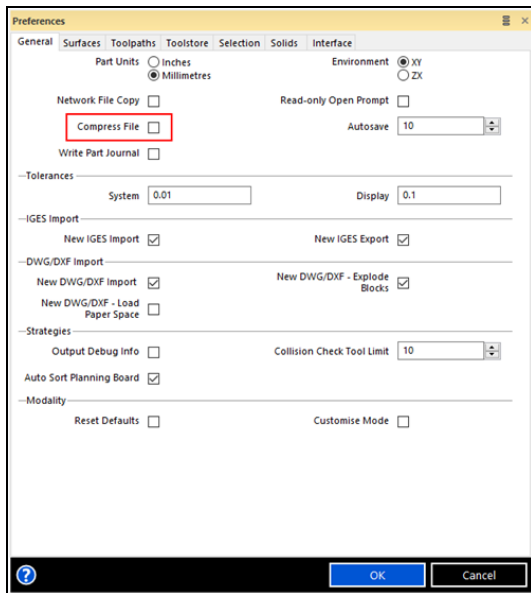 Preferences
General Surfaces Toolpaths Toolstore Selection Solids Interface
Part Units Inches Environment XY
Millimetres ZX
Network File Copy Read-only Open Prompt
Compress File Autosave 10
Write Part Journal
Tolerances
System 0.01 Display 0.1
IGES Import
New IGES Import New IGES Export
DWG/DXF Import
New DWG/DXF Import New DWG/DXF - Explode Blocks
New DWG/DXF - Load Paper Space
Strategies
Output Debug Info Collision Check Tool Limit 10
Auto Sort Planning Board
Modality
Reset Defaults Customise Mode
? OK Cancel